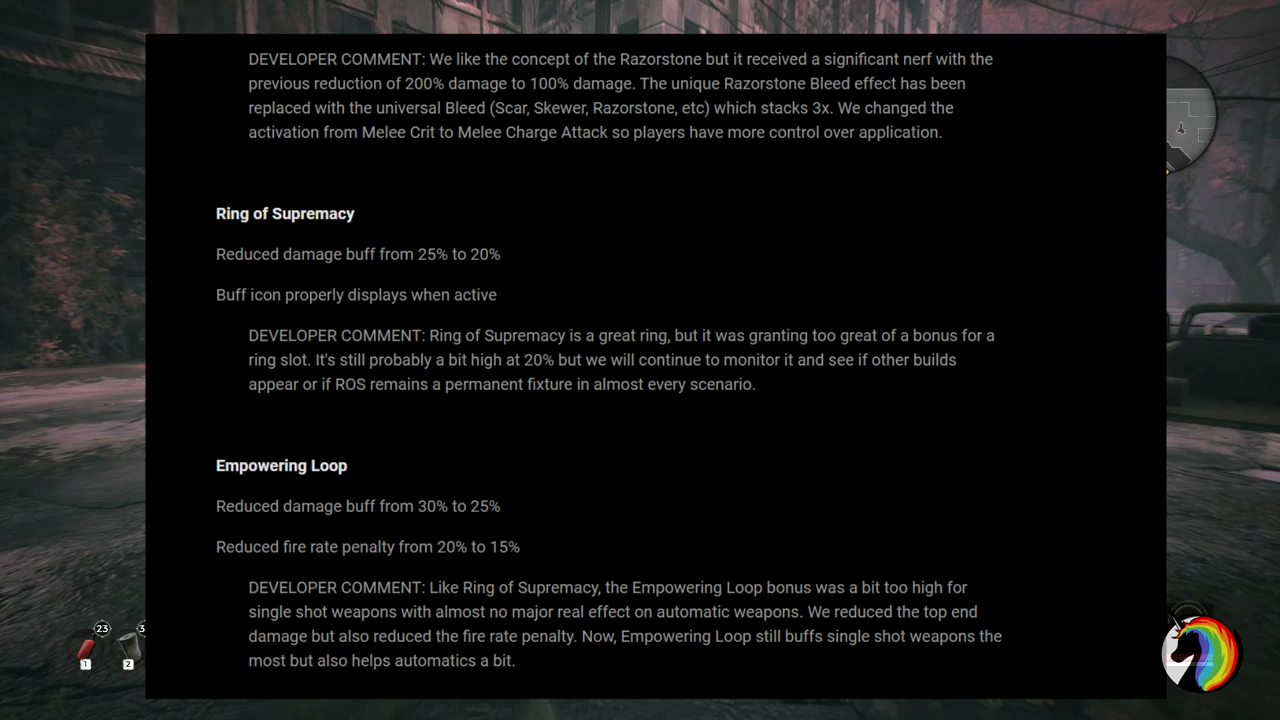 DEVELOPER COMMENT: We like the concept of the Razorstone but it received a significant nerf with the
previous reduction of 200% damage to 100% damage. The unique Razorstone Bleed effect has been
replaced with the universal Bleed (Scar, Skewer, Razorstone, etc) which stacks 3x. We changed the
activation from Melee Crit to Melee Charge Attack so players have more control over application.
Ring of Supremacy
Reduced damage buff from 25% to 20%
Buff icon properly displays when active
DEVELOPER COMMENT: Ring of Supremacy is a great ring, but it was granting too great of a bonus for a
ring slot. It's still probably a bit high at 20% but we will continue to monitor it and see if other builds
appear or if ROS remains a permanent fixture in almost every scenario.
Empowering Loop
Reduced damage buff from 30% to 25%
Reduced fire rate penalty from 20% to 15%
DEVELOPER COMMENT: Like Ring of Supremacy, the Empowering Loop bonus was a bit too high for
single shot weapons with almost no major real effect on automatic weapons. We reduced the top end
damage but also reduced the fire rate penalty. Now, Empowering Loop still buffs single shot weapons the
most but also helps automatics a bit.
23 3
1 2